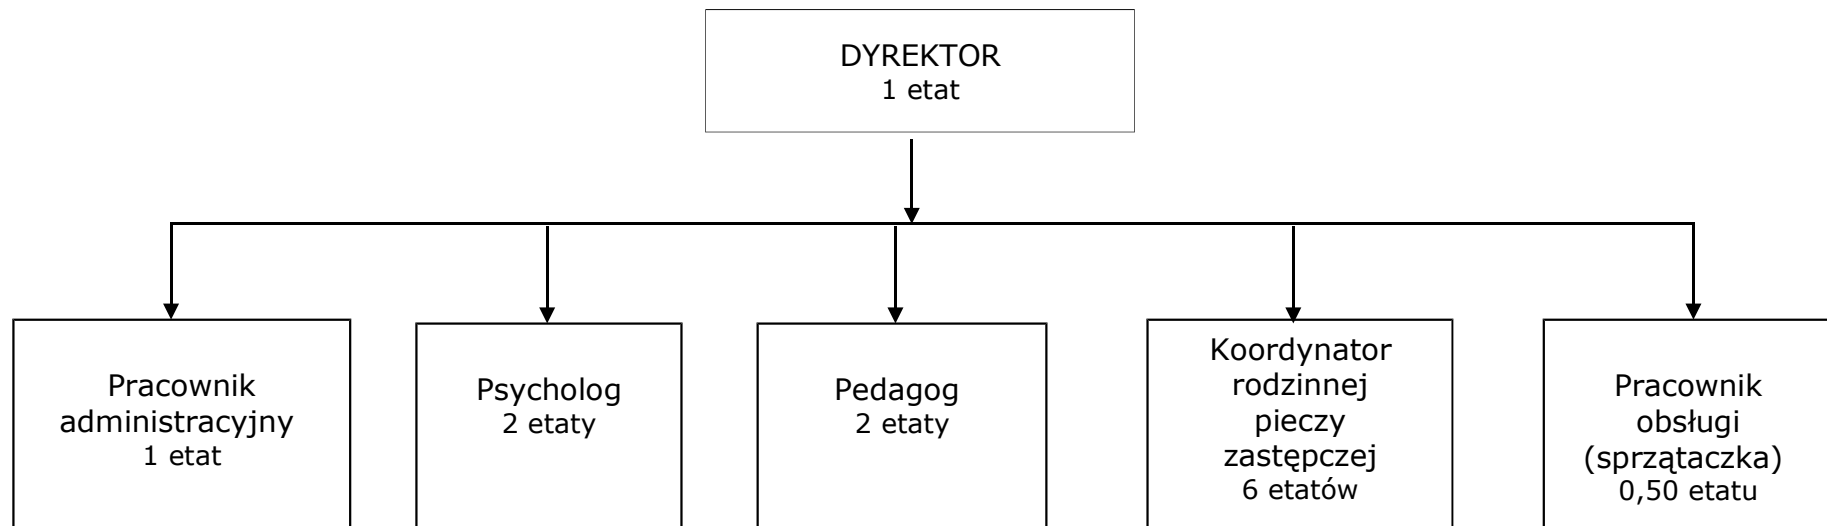 DYREKTOR
1 etat
Pracownik
administracyjny
1 etat
Psycholog
2 etaty
Pedagog
2 etaty
Koordynator
rodzinnej
pieczy
zastępczej
6 etatów
Pracownik
obsługi
(sprzątaczka)
0,50 etatu